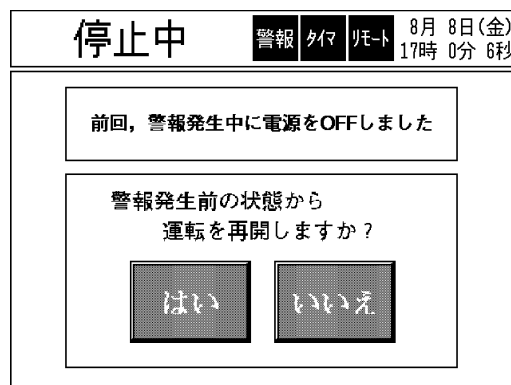 停止中
警報 タイマ リモート
8月 8日(金)
17時 0分 6秒
前回，警報発生中に電源をOFFしました
警報発生前の状態から
運転を再開しますか？
はい いいえ